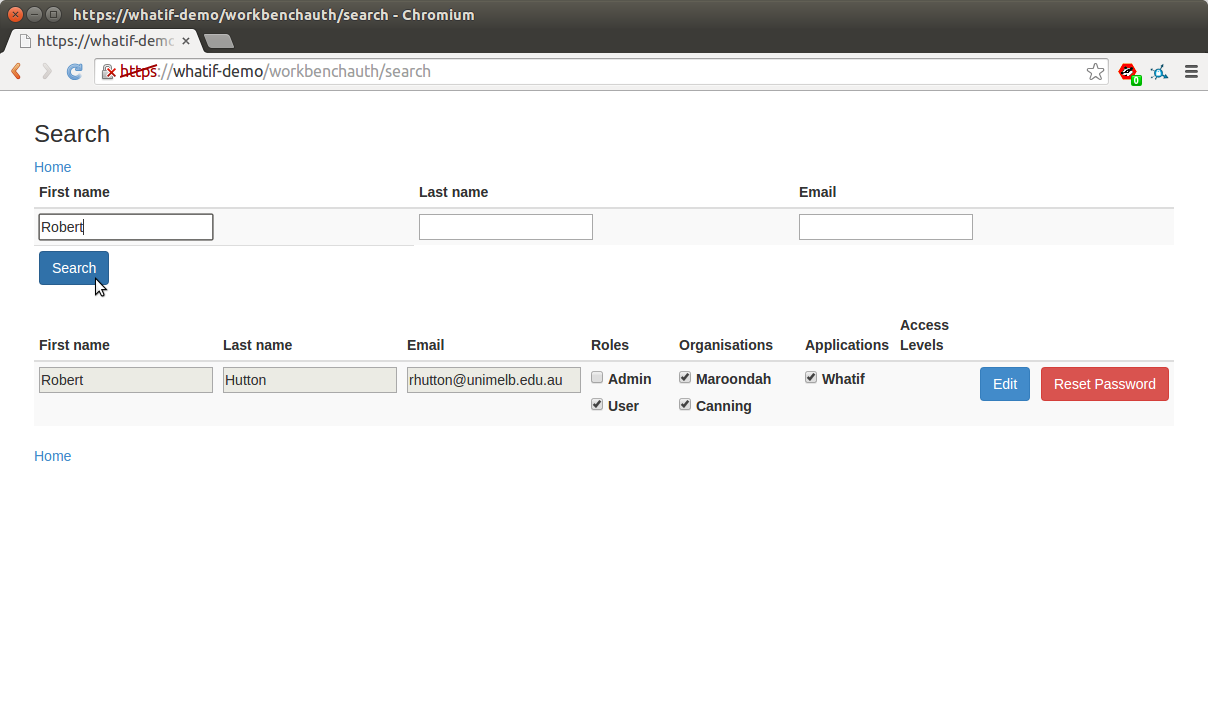 https://whatif-demo/workbenchauth/search - Chromium
https://whatif-demo
https://whatif-demo/workbenchauth/search
0
Search
Home
First name Last name Email
Robert
Search
First name Last name Email Roles Organisations Applications Access Levels
Robert Hutton rhutton@unimelb.edu.au Admin Maroondah Whatif Edit Reset Password
User Canning
Home